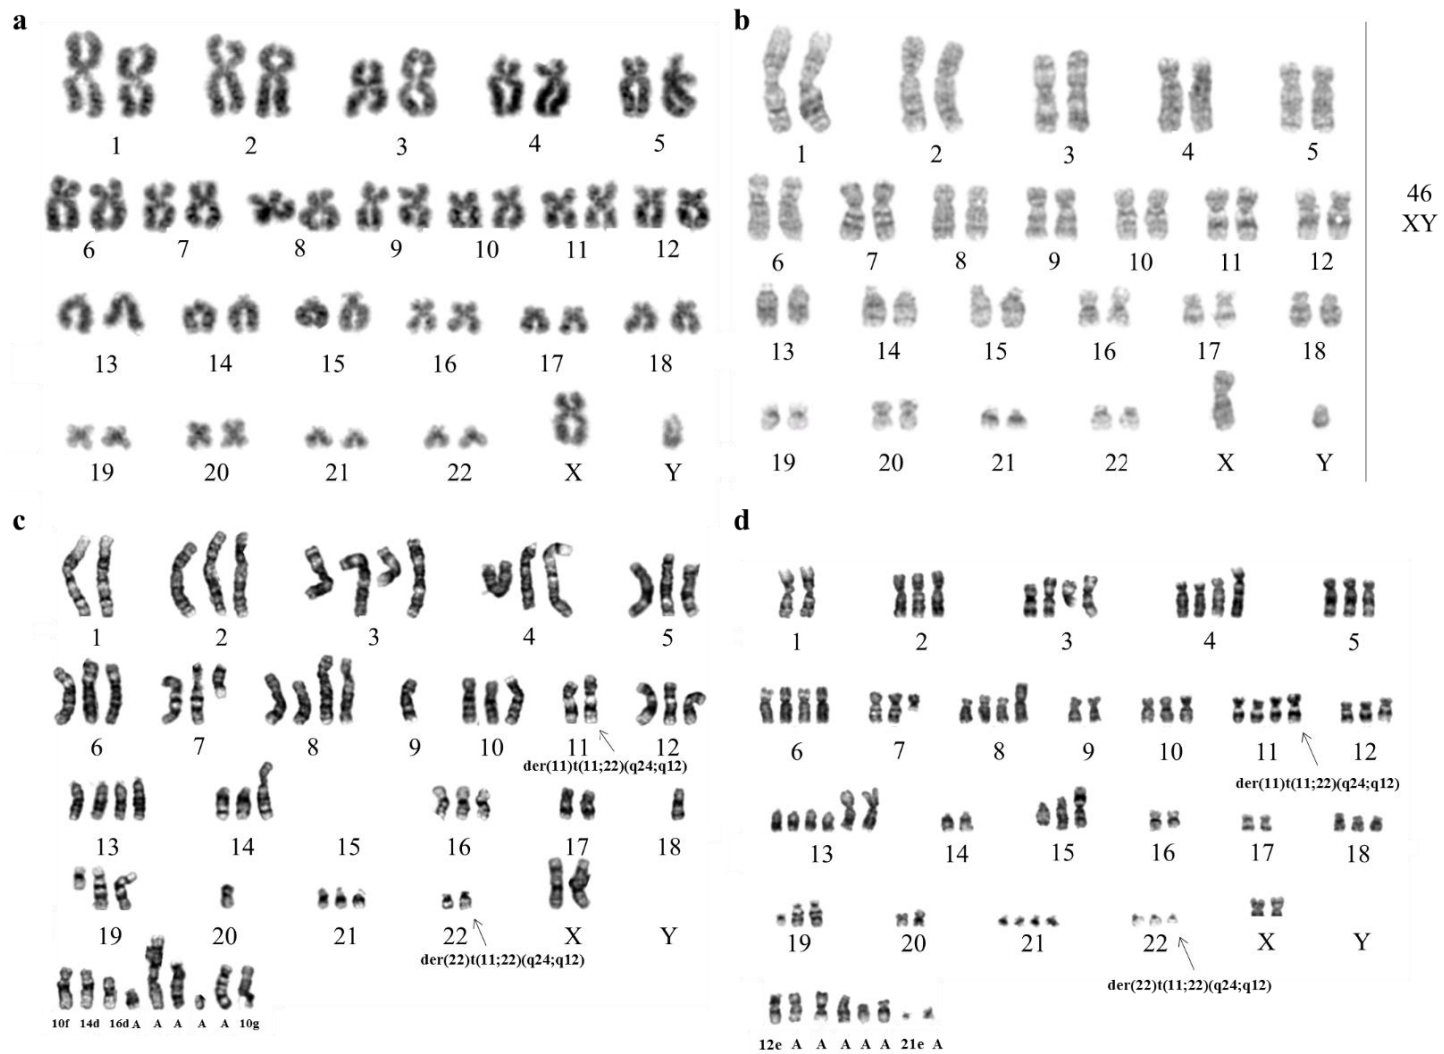 a
1 2 3 4 5
6 7 8 9 10 11 12
13 14 15 16 17 18
19 20 21 22 X Y
b
1 2 3 4 5
6 7 8 9 10 11 12
13 14 15 16 17 18
19 20 21 22 X Y
46
XY
c
1 2 3 4 5
6 7 8 9 10 11 12
der(11)t(11;22)(q24;q12)
13 14 15 16 17 18
19 20 21 22 X Y
der(22)t(11;22)(q24;q12)
10f 14d 16d A A A A A 10g
d
1 2 3 4 5
6 7 8 9 10 11 12
der(11)t(11;22)(q24;q12)
13 14 15 16 17 18
19 20 21 22 X Y
der(22)t(11;22)(q24;q12)
12e A A A A A 21e A